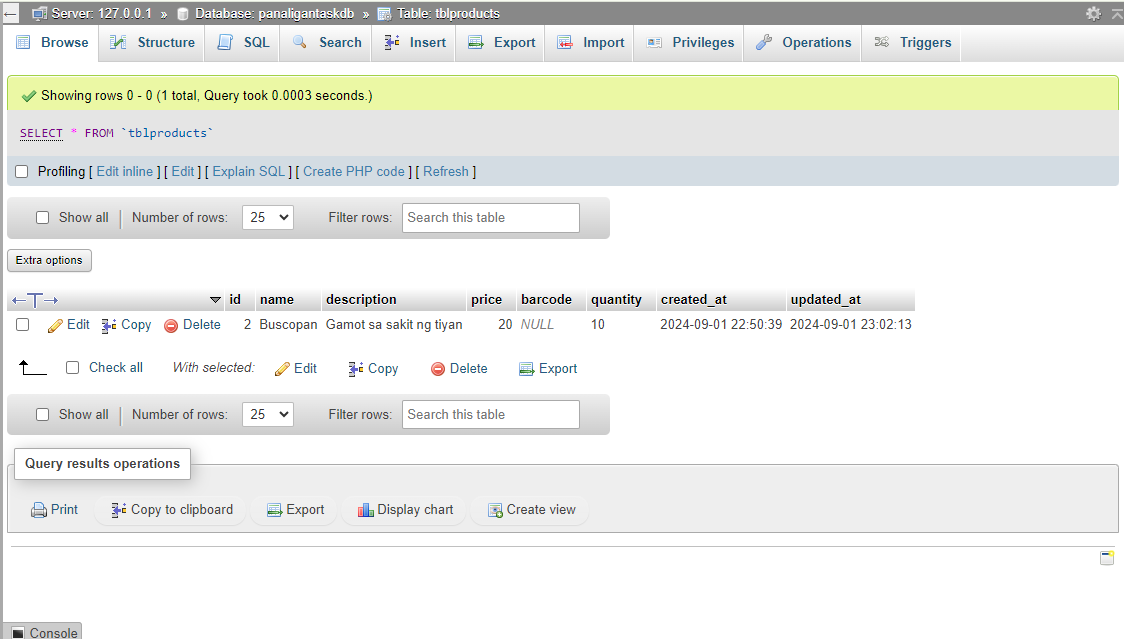 Server: 127.0.0.1 » Database: panaligantaskdb » Table: tblproducts
Browse Structure SQL Search Insert Export Import Privileges Operations Triggers
Showing rows 0 - 0 (1 total, Query took 0.0003 seconds.)
SELECT * FROM `tblproducts`
Profiling [ Edit inline ] [ Edit ] [ Explain SQL ] [ Create PHP code ] [ Refresh ]
Show all Number of rows: 25 Filter rows: Search this table
Extra options
←T→ id name description price barcode quantity created_at updated_at
Edit Copy Delete 2 Buscopan Gamot sa sakit ng tiyan 20 NULL 10 2024-09-01 22:50:39 2024-09-01 23:02:13
Check all With selected: Edit Copy Delete Export
Show all Number of rows: 25 Filter rows: Search this table
Query results operations
Print Copy to clipboard Export Display chart Create view
Console